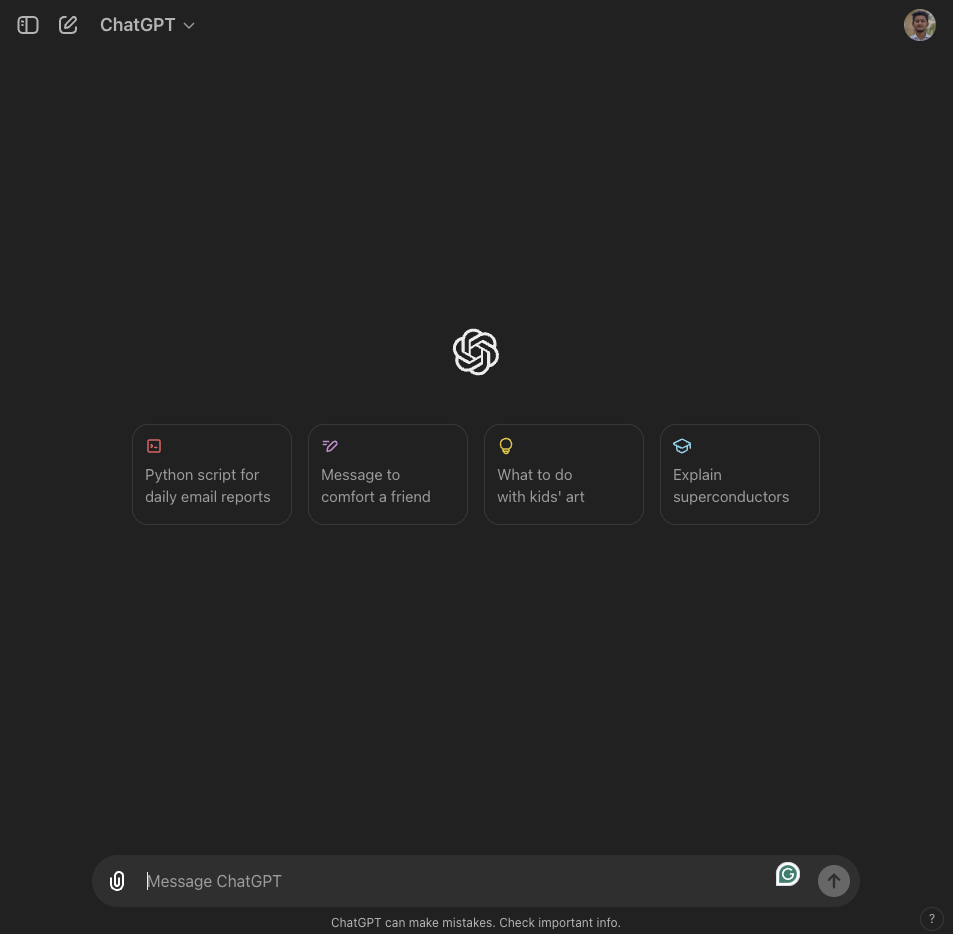 ChatGPT
Python script for
daily email reports
Message to
comfort a friend
What to do
with kids' art
Explain
superconductors
Message ChatGPT
ChatGPT can make mistakes. Check important info.
?